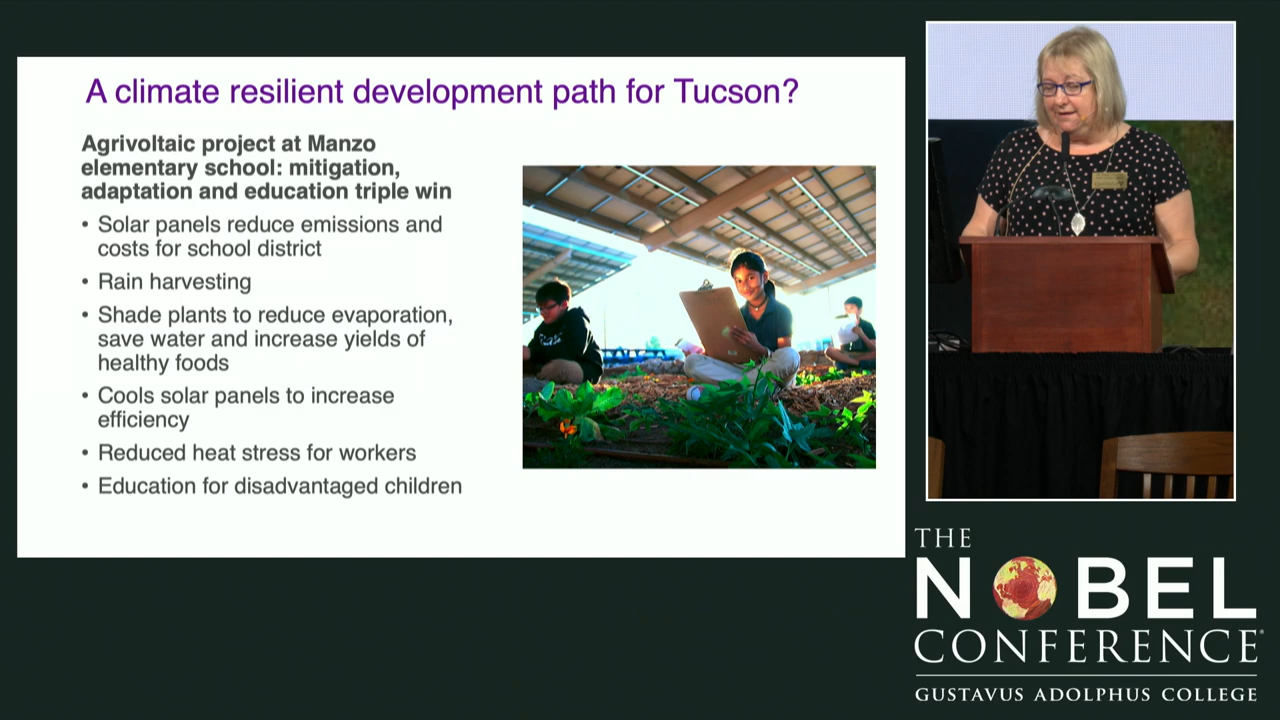 A climate resilient development path for Tucson?
Agrivoltaic project at Manzo
elementary school: mitigation,
adaptation and education triple win
• Solar panels reduce emissions and
costs for school district
• Rain harvesting
• Shade plants to reduce evaporation,
save water and increase yields of
healthy foods
• Cools solar panels to increase
efficiency
• Reduced heat stress for workers
• Education for disadvantaged children
THE
NOBEL
CONFERENCE®
GUSTAVUS ADOLPHUS COLLEGE